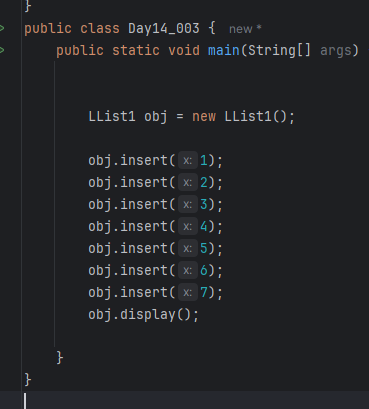 }
public class Day14_003 { new *
public static void main(String[] args)
LList1 obj = new LList1();
obj.insert( x: 1);
obj.insert( x: 2);
obj.insert( x: 3);
obj.insert( x: 4);
obj.insert( x: 5);
obj.insert( x: 6);
obj.insert( x: 7);
obj.display();
}
}